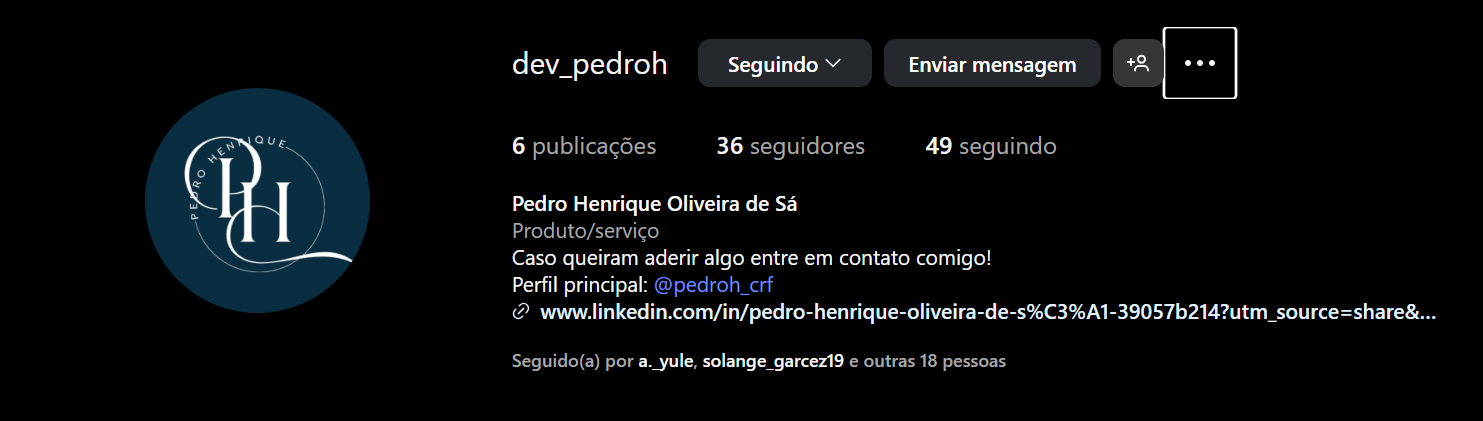 dev_pedroh Seguindo Enviar mensagem
6 publicações 36 seguidores 49 seguindo
PEDRO HENRIQUE
PH
Pedro Henrique Oliveira de Sá
Produto/serviço
Caso queiram aderir algo entre em contato comigo!
Perfil principal: @pedroh_crf
www.linkedin.com/in/pedro-henrique-oliveira-de-s%C3%A1-39057b214?utm_source=share&...
Seguido(a) por a._yule, solange_garcez19 e outras 18 pessoas